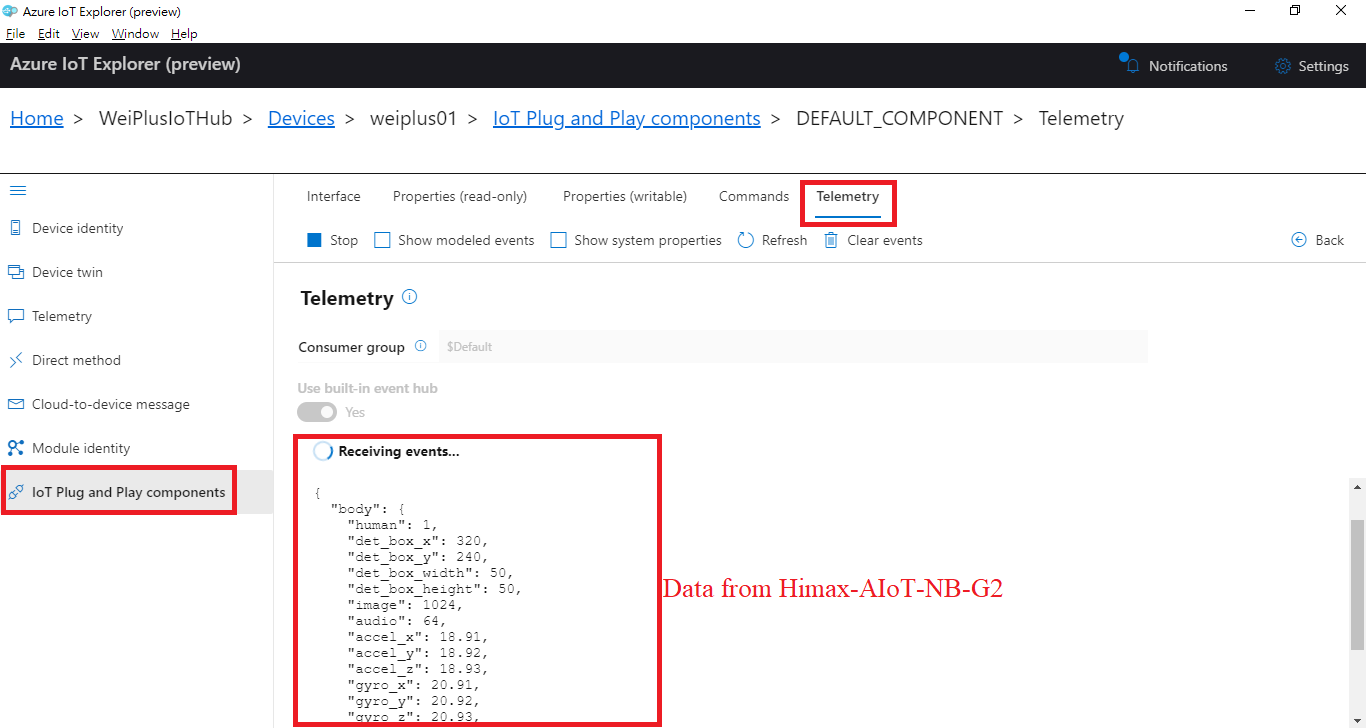 Azure IoT Explorer (preview)
File Edit View Window Help
Azure IoT Explorer (preview) Notifications Settings
Home > WeiPlusIoTHub > Devices > weiplus01 > IoT Plug and Play components > DEFAULT_COMPONENT > Telemetry
Device identity
Device twin
Telemetry
Direct method
Cloud-to-device message
Module identity
IoT Plug and Play components
Interface Properties (read-only) Properties (writable) Commands Telemetry
Stop Show modeled events Show system properties Refresh Clear events Back
Telemetry
Consumer group $Default
Use built-in event hub
Yes
Receiving events...
{
"body": {
"human": 1,
"det_box_x": 320,
"det_box_y": 240,
"det_box_width": 50,
"det_box_height": 50,
"image": 1024,
"audio": 64,
"accel_x": 18.91,
"accel_y": 18.92,
"accel_z": 18.93,
"gyro_x": 20.91,
"gyro_y": 20.92,
"gyro_z": 20.93,
Data from Himax-AIoT-NB-G2